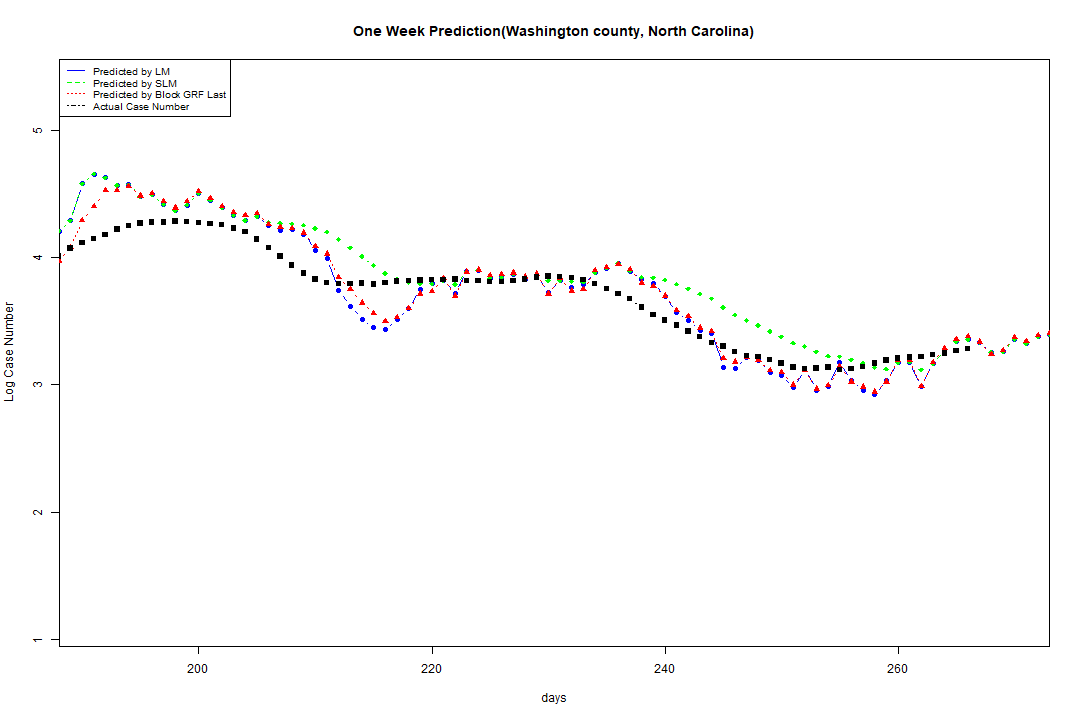 One Week Prediction(Washington county, North Carolina)
Predicted by LM
Predicted by SLM
Predicted by Block GRF Last
Actual Case Number
5
4
3
2
1
Log Case Number
200
220
240
260
days